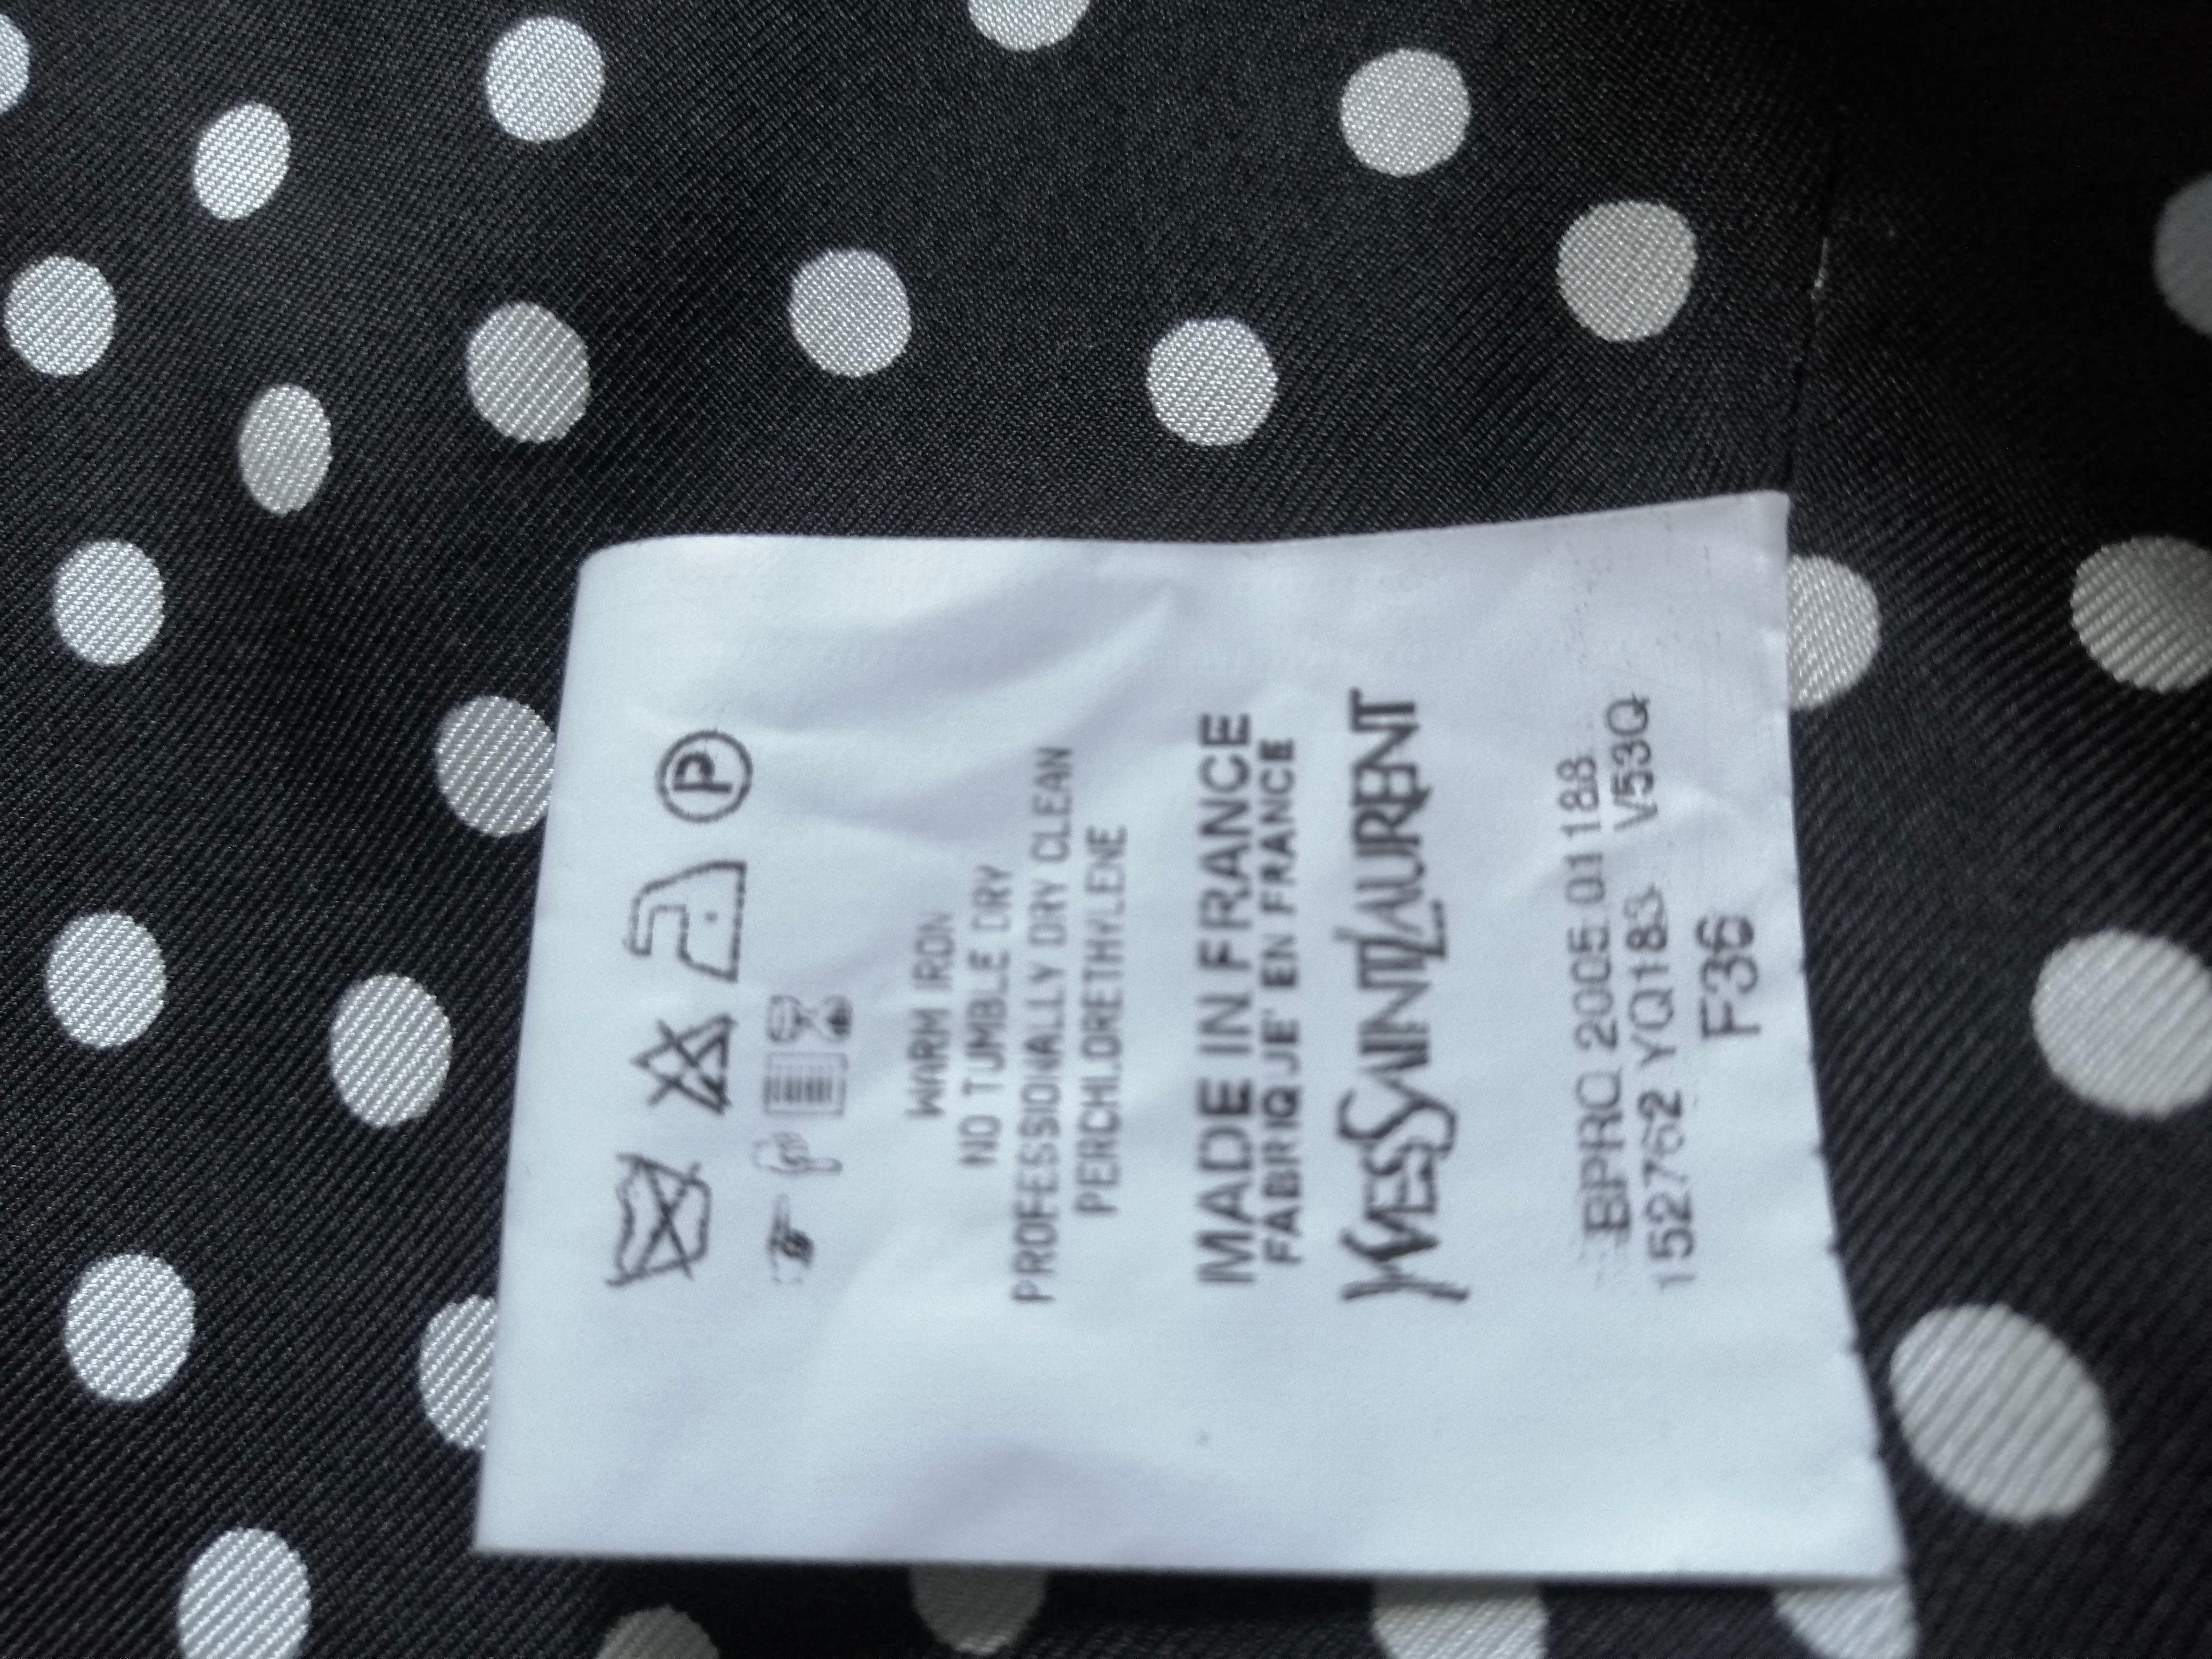 P
WARM IRON
NO TUMBLE DRY
PROFESSIONALLY DRY CLEAN
PERCHLORETHYLENE
MADE IN FRANCE
FABRIQUE' EN FRANCE
YVESSAINTLAURENT
EBPRO 2005 01188
152762 YQ183 V53Q
F36